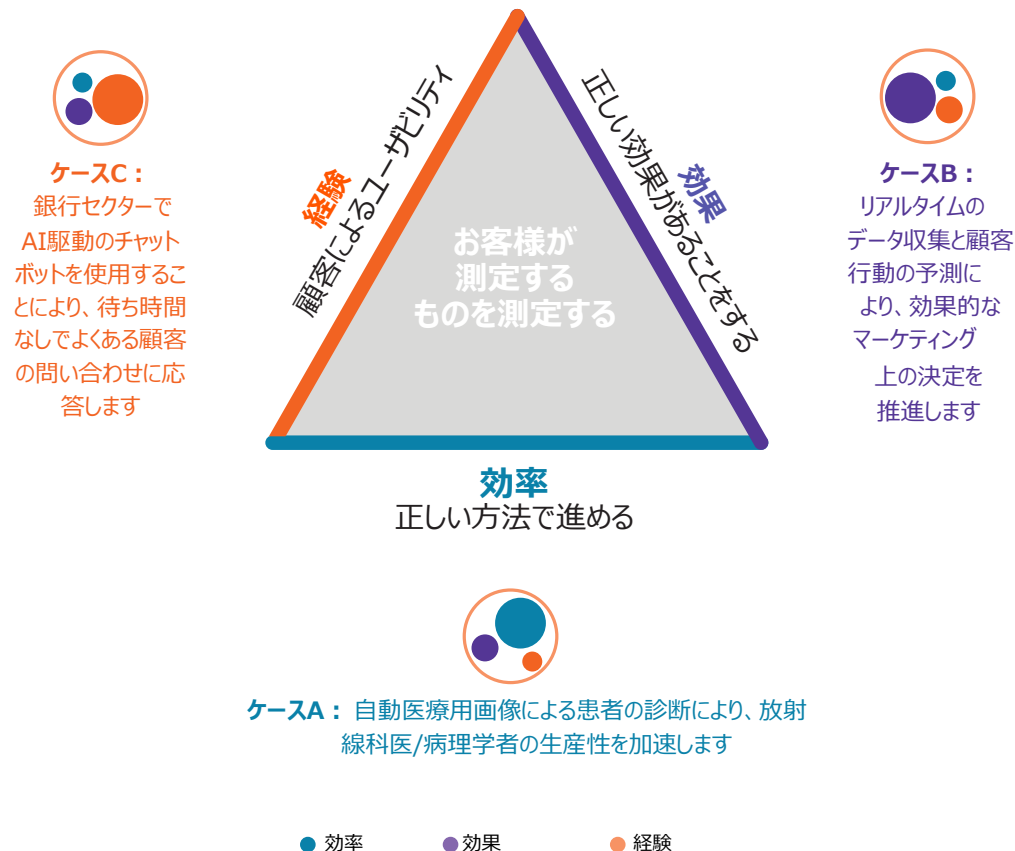 経験
顧客によるユーザビリティ
効果
正しい効果があることをする
お客様が
測定する
ものを測定する
ケースC：
銀行セクターで
AI駆動のチャット
ボットを使用するこ
とにより、待ち時間
なしでよくある顧客
の問い合わせに応
答します
ケースB：
リアルタイムの
データ収集と顧客
行動の予測に
より、効果的な
マーケティング
上の決定を
推進します
効率
正しい方法で進める
ケースA： 自動医療用画像による患者の診断により、放射
線科医/病理学者の生産性を加速します
効率 効果 経験